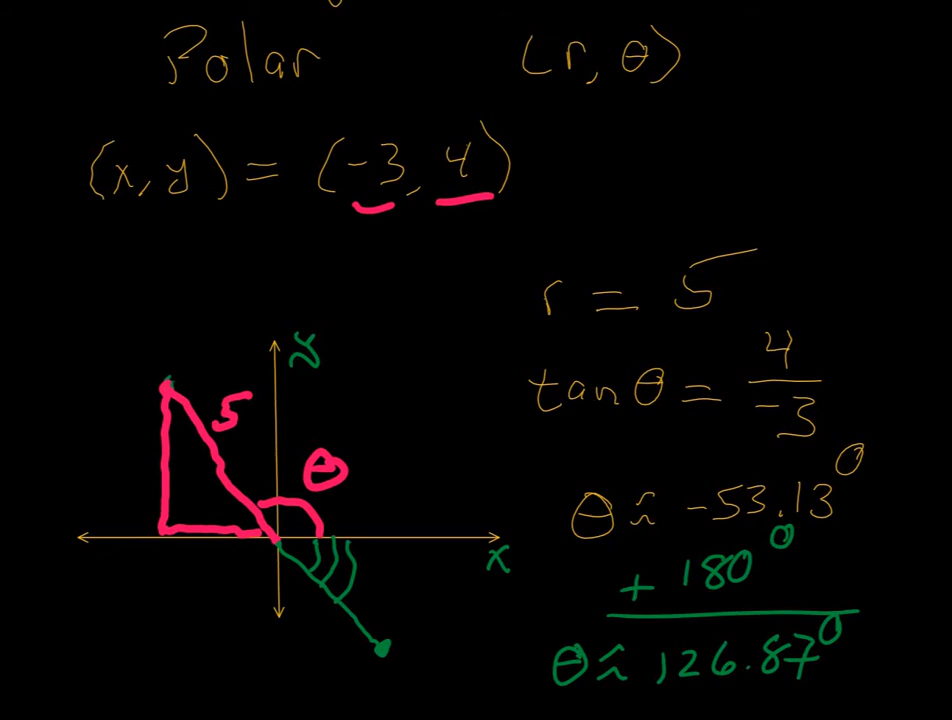 Polar (r, θ)
(x, y) = (-3, 4)
r = 5
y
tan θ = 4/-3
5
θ
θ ≈ -53.13°
x
+ 180°
θ ≈ 126.87°